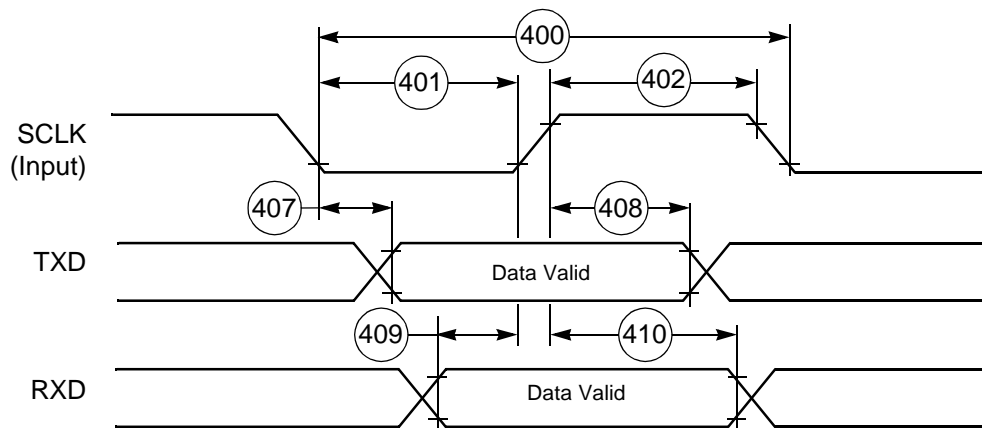 400
401
402
SCLK
(Input)
407
408
TXD
Data Valid
409
410
RXD
Data Valid